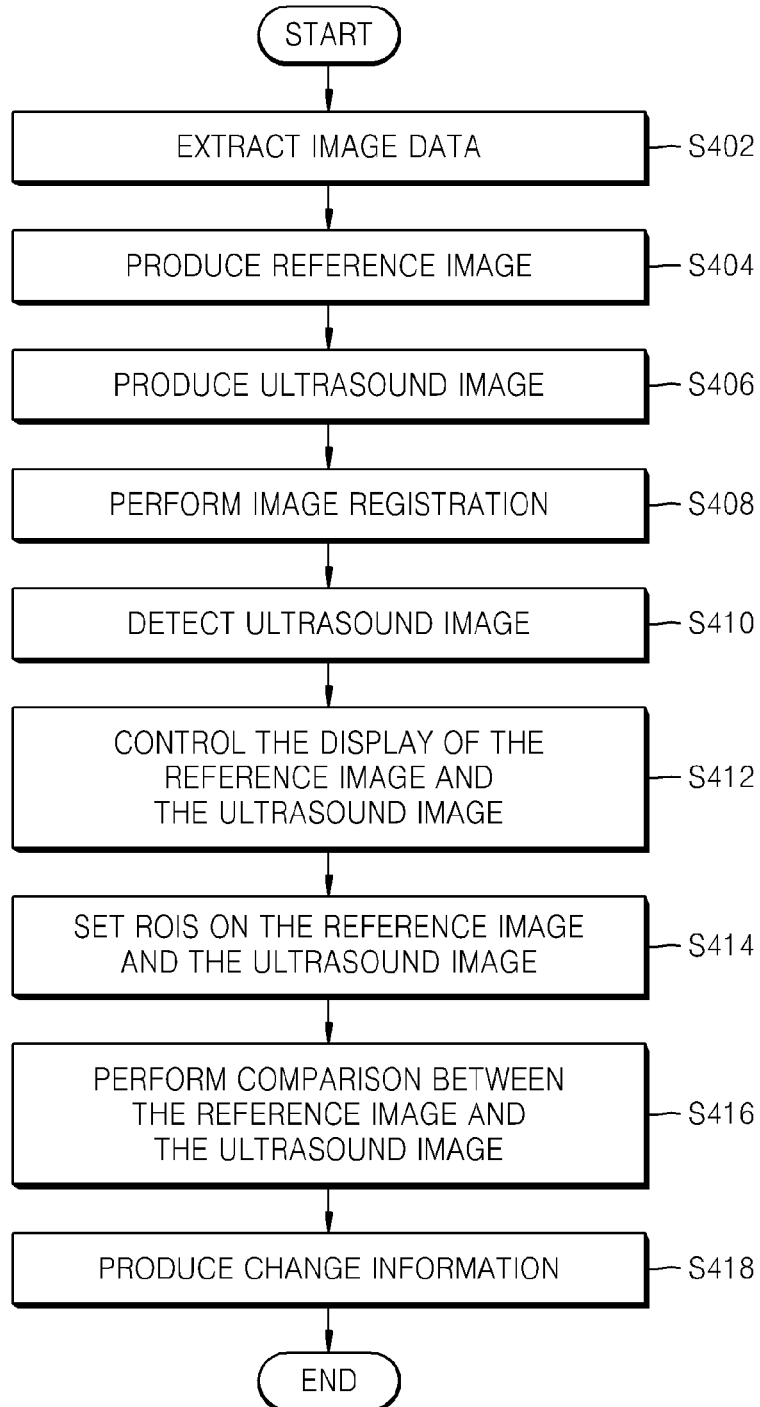 START
EXTRACT IMAGE DATA
S402
PRODUCE REFERENCE IMAGE
S404
PRODUCE ULTRASOUND IMAGE
S406
PERFORM IMAGE REGISTRATION
S408
DETECT ULTRASOUND IMAGE
S410
CONTROL THE DISPLAY OF THE
REFERENCE IMAGE AND
THE ULTRASOUND IMAGE
S412
SET ROIS ON THE REFERENCE IMAGE
AND THE ULTRASOUND IMAGE
S414
PERFORM COMPARISON BETWEEN
THE REFERENCE IMAGE AND
THE ULTRASOUND IMAGE
S416
PRODUCE CHANGE INFORMATION
S418
END